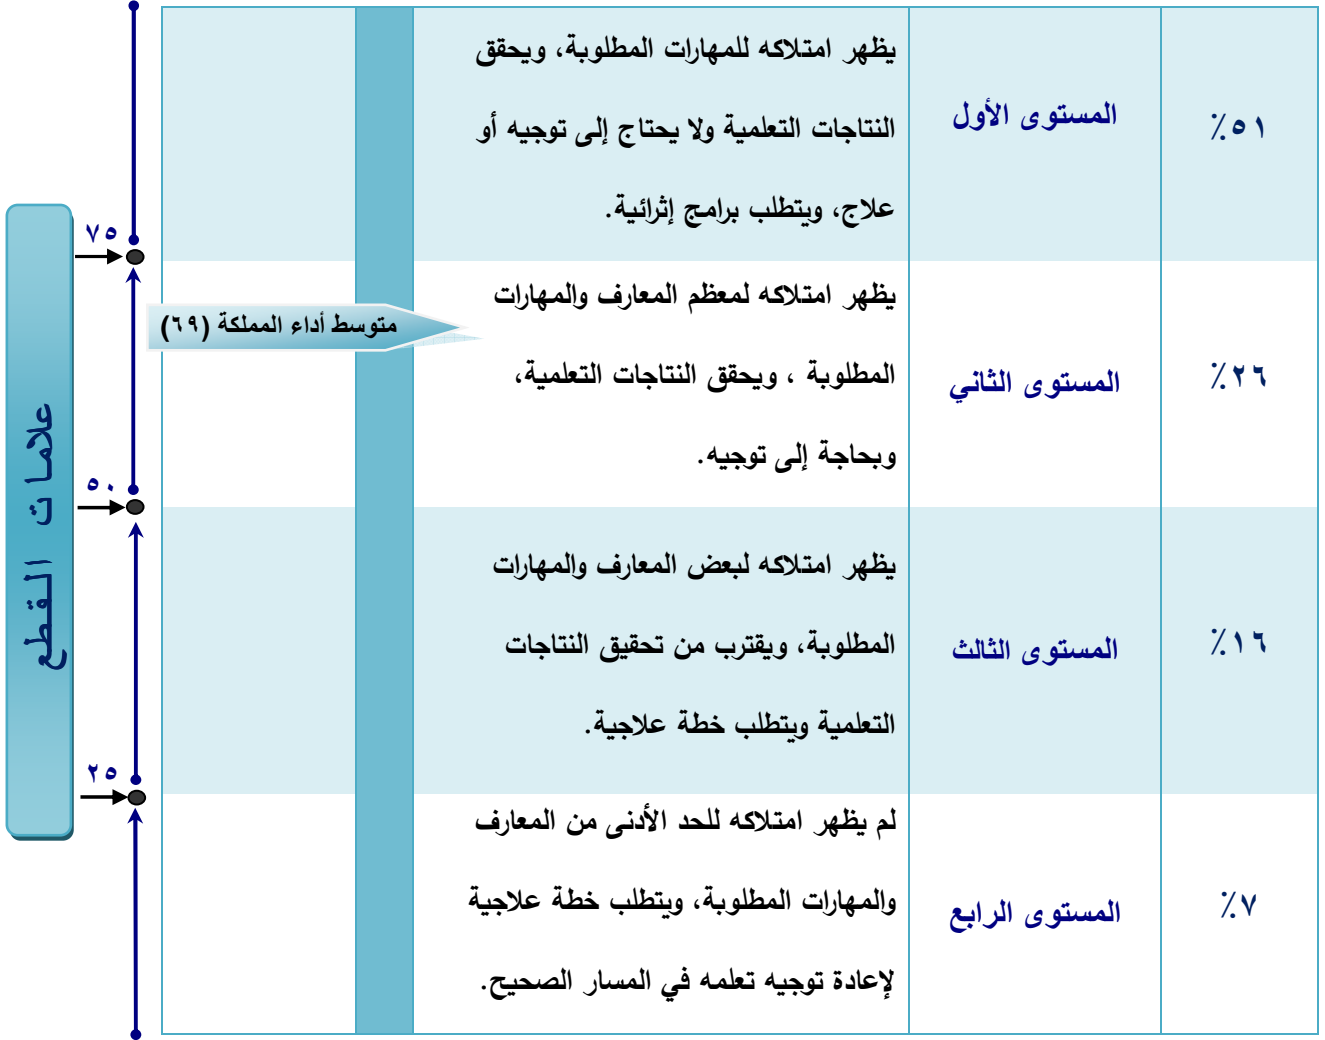 ٥١٪
المستوى الأول
يظهر امتلاكه للمهارات المطلوبة، ويحقق
النتاجات التعلمية ولا يحتاج إلى توجيه أو
علاج، ويتطلب برامج إثرائية.
٧٥
٢٦٪
المستوى الثاني
يظهر امتلاكه لمعظم المعارف والمهارات
المطلوبة ، ويحقق النتاجات التعلمية،
وبحاجة إلى توجيه.
متوسط أداء المملكة (٦٩)
٥٠
١٦٪
المستوى الثالث
يظهر امتلاكه لبعض المعارف والمهارات
المطلوبة، ويقترب من تحقيق النتاجات
التعلمية ويتطلب خطة علاجية.
٢٥
٧٪
المستوى الرابع
لم يظهر امتلاكه للحد الأدنى من المعارف
والمهارات المطلوبة، ويتطلب خطة علاجية
لإعادة توجيه تعلمه في المسار الصحيح.
علامات القطع